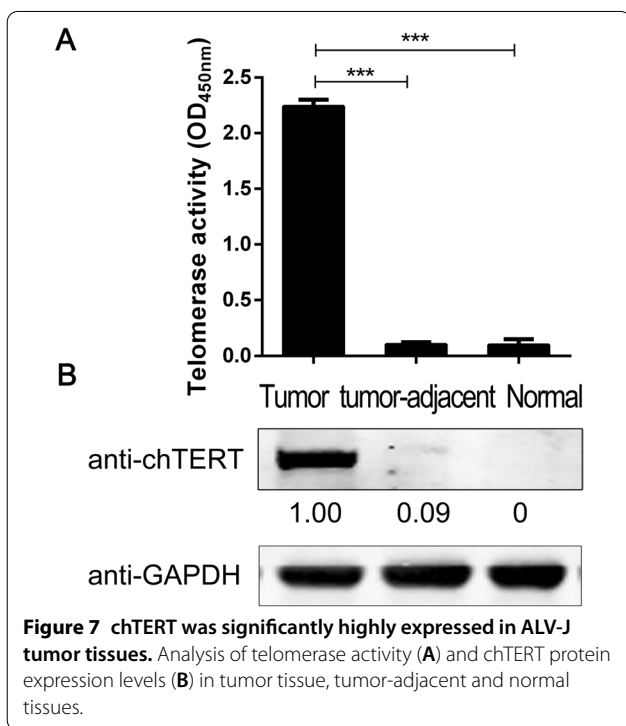 A
***
***
Telomerase activity (OD450nm)
2.5
2.0
1.5
1.0
0.5
0.0
B
Tumor tumor-adjacent Normal
anti-chTERT
1.00 0.09 0
anti-GAPDH
Figure 7 chTERT was significantly highly expressed in ALV-J
tumor tissues. Analysis of telomerase activity (A) and chTERT protein
expression levels (B) in tumor tissue, tumor-adjacent and normal
tissues.